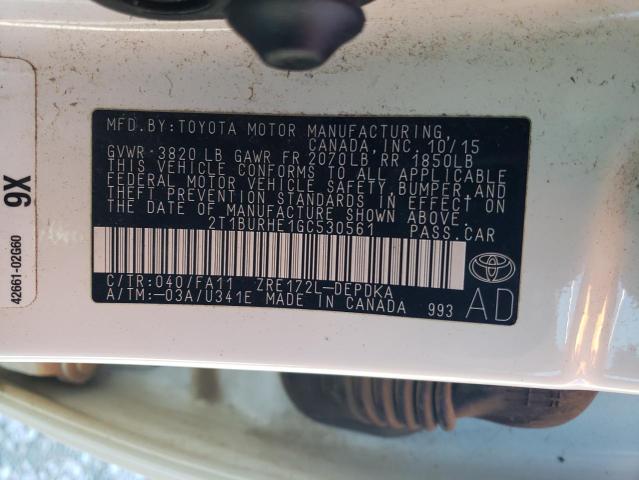 MFD. BY: TOYOTA MOTOR MANUFACTURING,
CANADA, INC. 10/15
GVWR 3820 LB GAWR FR 2070LB RR 1850LB
THIS VEHICLE CONFORMS TO ALL APPLICABLE
FEDERAL MOTOR VEHICLE SAFETY, BUMPER AND
THEFT PREVENTION STANDARDS IN EFFECT ON
THE DATE OF MANUFACTURE SHOWN ABOVE.
2T1BURHE1GC530561 PASS.CAR
C/TR: 040/FA11 ZRE172L-DEPDKA
A/TM: -03A/U341E MADE IN CANADA 993
AD
9X
42661-02G60